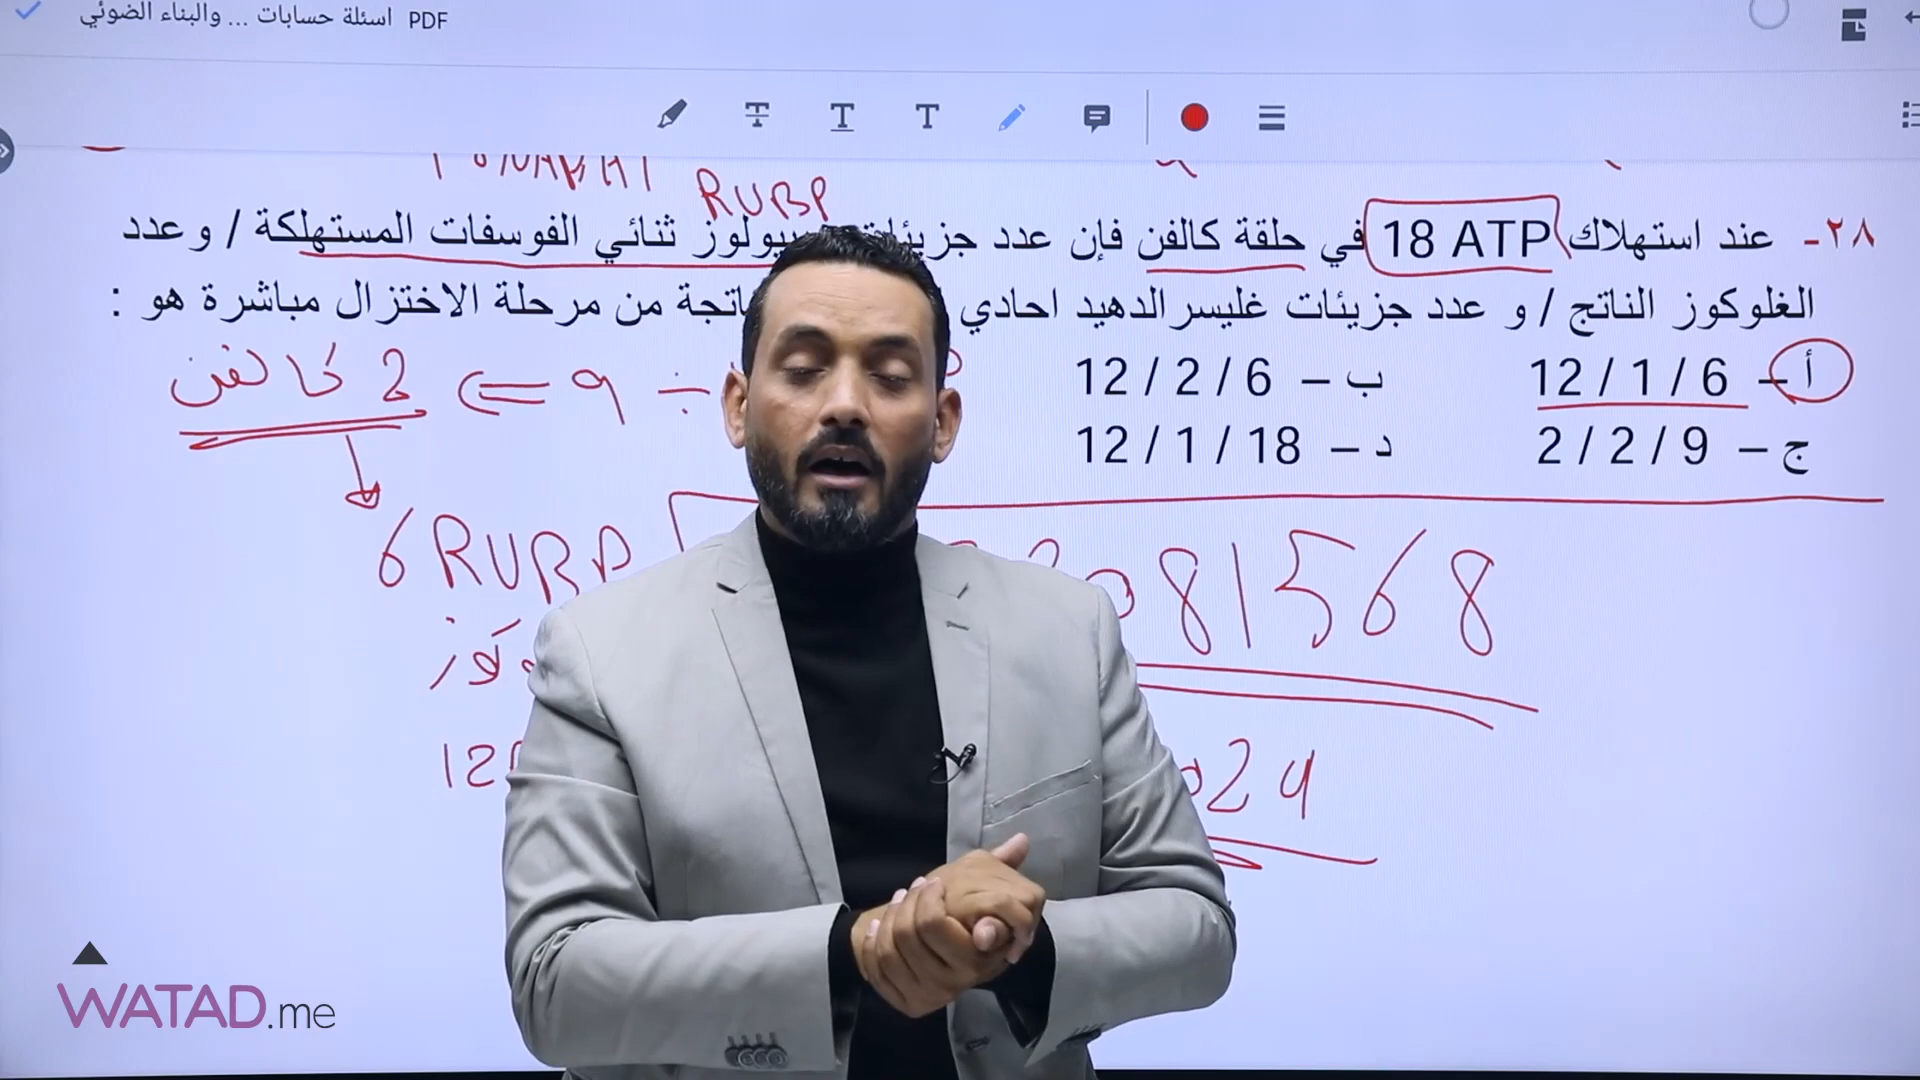 اسئلة حسابات ... والبناء الضوئي PDF
RUBP
٢٨- عند استهلاك 18 ATP في حلقة كالفن فإن عدد جزيئات ثنائي الفوسفات المستهلكة / وعدد
الغلوكوز الناتج / و عدد جزيئات غليسرالدهيد احادي من مرحلة الاختزال مباشرة هو :
أ – 6 / 1 / 12
ب – 6 / 2 / 12
ج – 9 / 2 / 2
د – 18 / 1 / 12
÷ 9 => 2 كالفن
6 RUBP
081568
WATAD.me